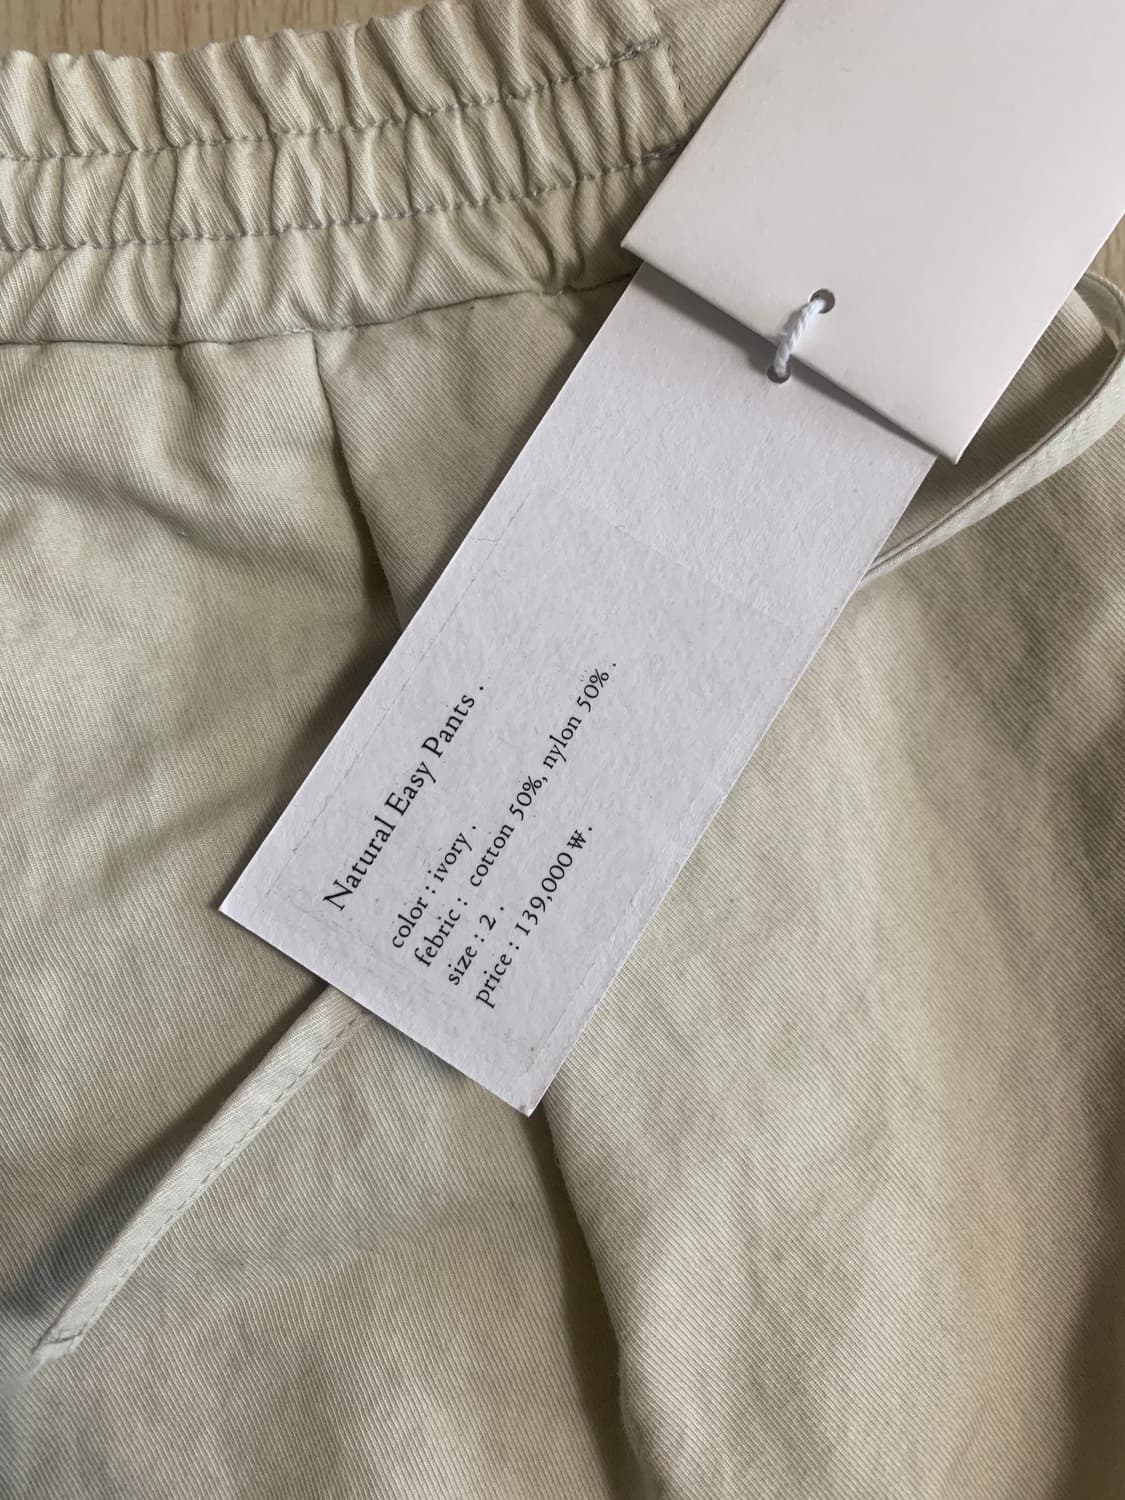 Natural Easy Pants .
color : ivory .
febric : cotton 50%, nylon 50% .
size : 2 .
price : 139,000 ₩ .